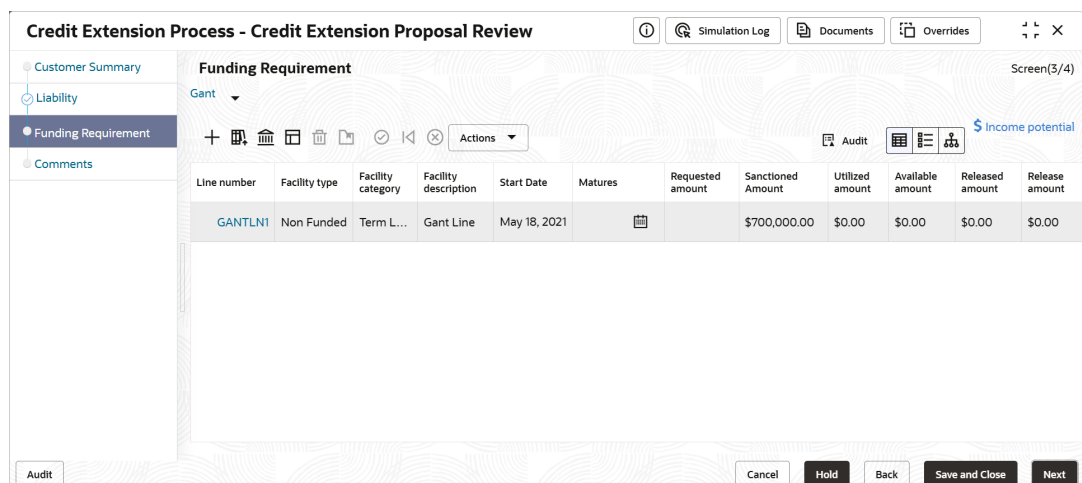 Credit Extension Process - Credit Extension Proposal Review
Simulation Log
Documents
Overrides
Customer Summary
Liability
Funding Requirement
Comments
Funding Requirement
Screen(3/4)
Gant
Actions
Audit
$ Income potential
Line number Facility type Facility category Facility description Start Date Matures Requested amount Sanctioned Amount Utilized amount Available amount Released amount Release amount
GANTLN1 Non Funded Term L... Gant Line May 18, 2021 $700,000.00 $0.00 $0.00 $0.00 $0.00
Audit
Cancel Hold Back Save and Close Next